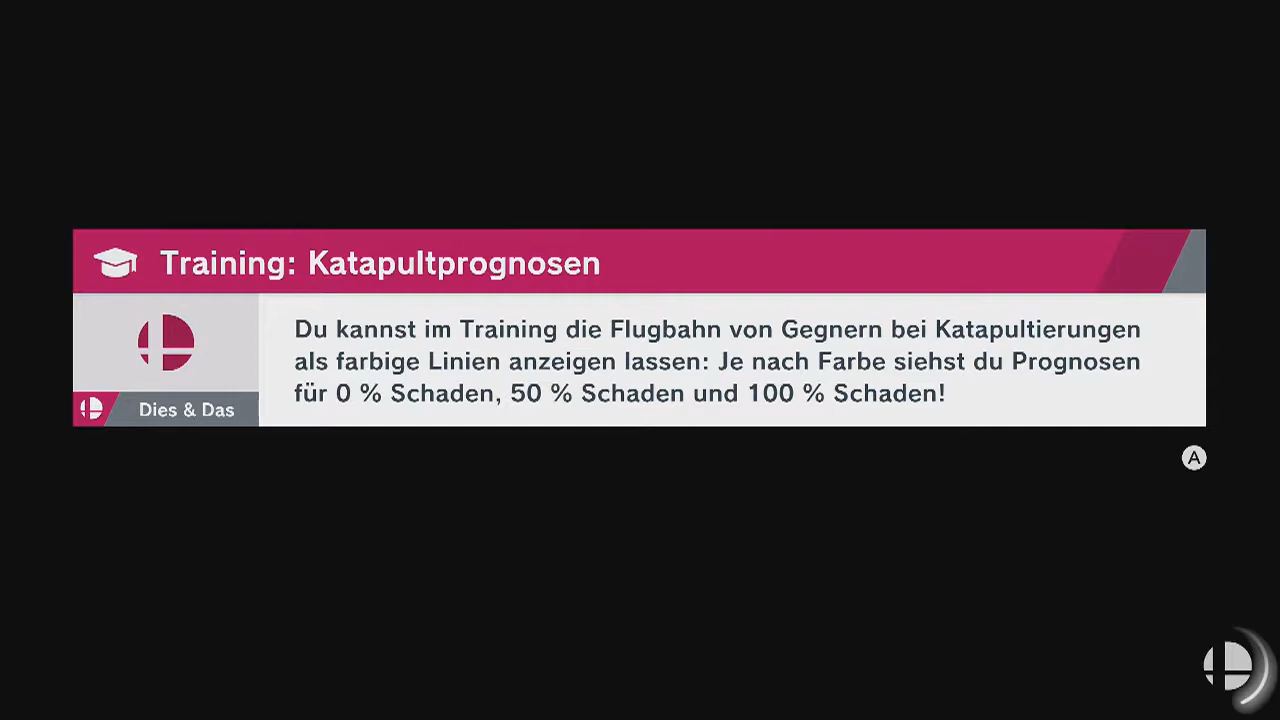 Training: Katapultprognosen
Du kannst im Training die Flugbahn von Gegnern bei Katapultierungen
als farbige Linien anzeigen lassen: Je nach Farbe siehst du Prognosen
für 0 % Schaden, 50 % Schaden und 100 % Schaden!
Dies & Das
A